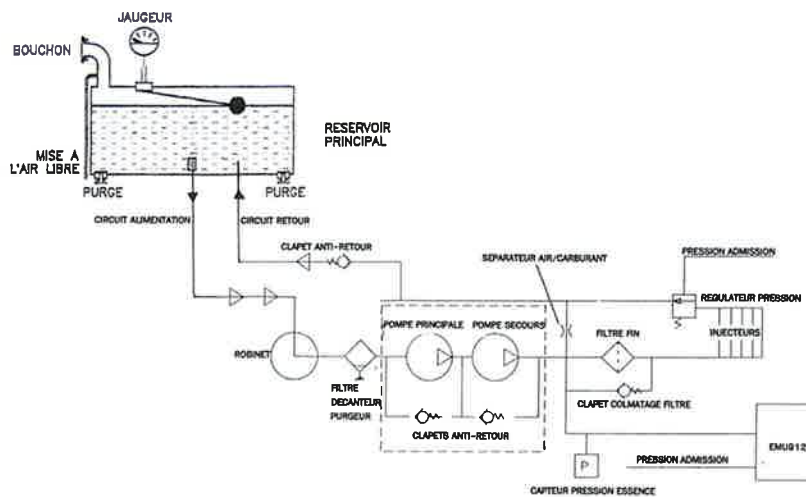 JAUGEUR
BOUCHON
RESERVOIR
PRINCIPAL
MISE A
L'AIR LIBRE
PURGE
PURGE
CIRCUIT ALIMENTATION
CIRCUIT RETOUR
CLAPET ANTI-RETOUR
SEPARATEUR AIR/CARBURANT
PRESSION ADMISSION
REGULATEUR PRESSION
POMPE PRINCIPALE
POMPE SECOURS
FILTRE FIN
INJECTEURS
ROBINET
FILTRE
DECANTEUR
PURGEUR
CLAPET COLMATAGE FILTRE
CLAPETS ANTI-RETOUR
EMU912
P
PRESSION ADMISSION
CAPTEUR PRESSION ESSENCE